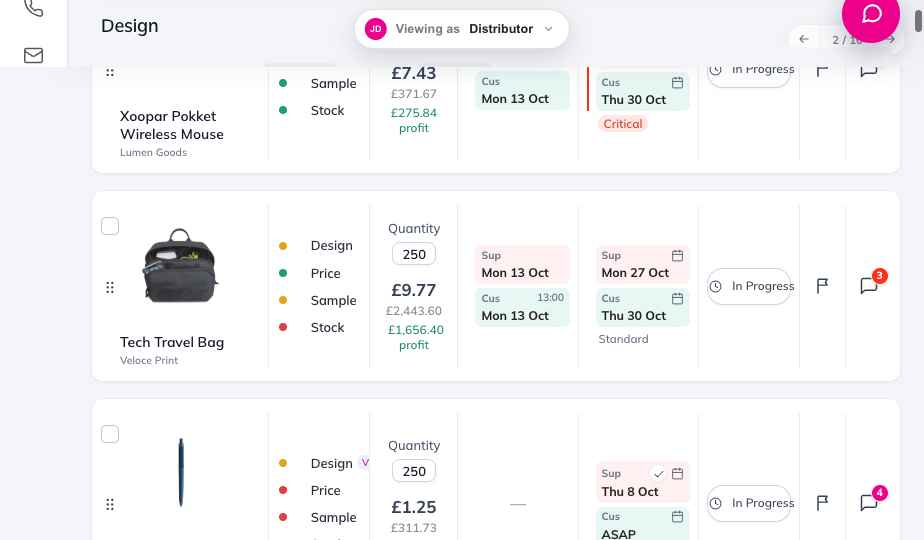 Design
JD Viewing as Distributor
Xoopar Pokket
Wireless Mouse
Lumen Goods
Sample
Stock
£7.43
£371.67
£275.84
profit
Cus
Mon 13 Oct
Cus
Thu 30 Oct
Critical
In Progress
Tech Travel Bag
Veloce Print
Design
Price
Sample
Stock
Quantity
250
£9.77
£2,443.60
£1,656.40
profit
Sup
Mon 13 Oct
Cus 13:00
Mon 13 Oct
Sup
Mon 27 Oct
Cus
Thu 30 Oct
Standard
In Progress
3
Design V
Price
Sample
Quantity
250
£1.25
£311.73
—
Sup
Thu 8 Oct
Cus
ASAP
In Progress
4